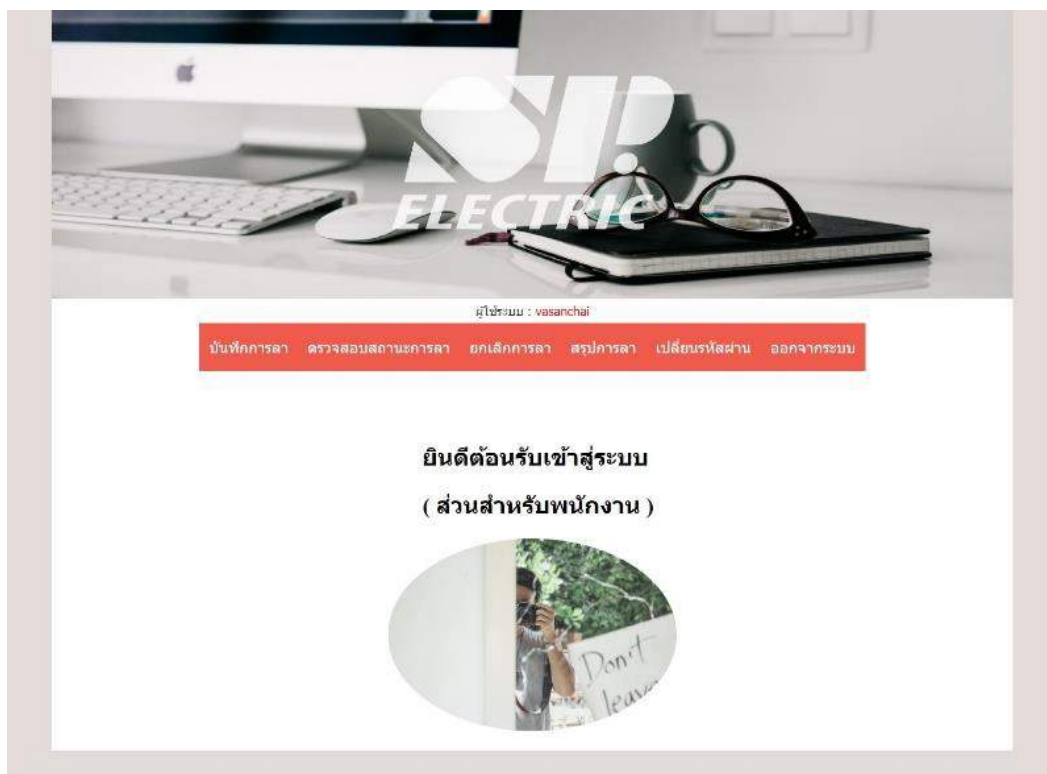 SP.
ELECTRIC
ผู้ใช้ระบบ : vasanchai
บันทึกการลา ตรวจสอบสถานะการลา ยกเลิกการลา สรุปการลา เปลี่ยนรหัสผ่าน ออกจากระบบ
ยินดีต้อนรับเข้าสู่ระบบ
( ส่วนสำหรับพนักงาน )
Don't
leave